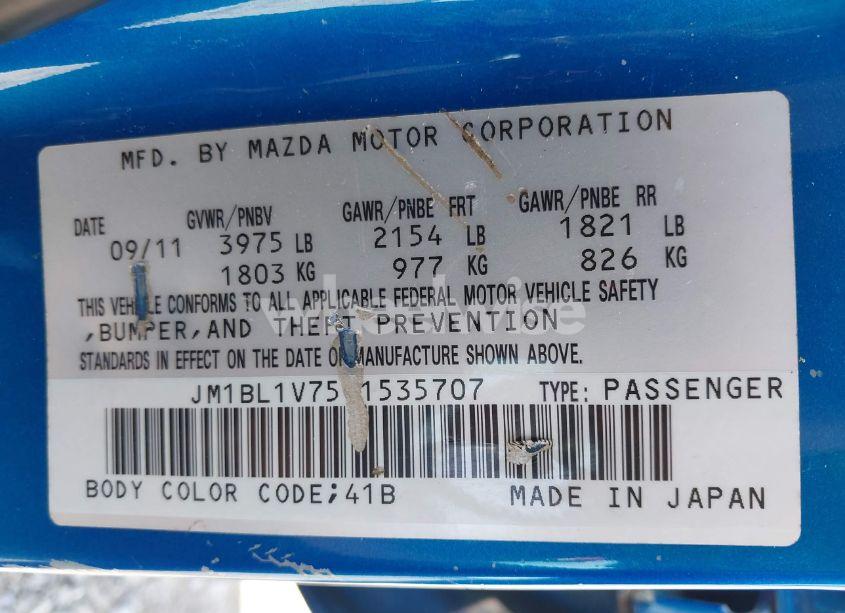 MFD. BY MAZDA MOTOR CORPORATION
DATE GVWR/PNBV GAWR/PNBE FRT GAWR/PNBE RR
09/11 3975 LB 2154 LB 1821 LB
1803 KG 977 KG 826 KG
THIS VEHICLE CONFORMS TO ALL APPLICABLE FEDERAL MOTOR VEHICLE SAFETY
,BUMPER,AND THEFT PREVENTION
STANDARDS IN EFFECT ON THE DATE OF MANUFACTURE SHOWN ABOVE.
TYPE: PASSENGER
BODY COLOR CODE;41B MADE IN JAPAN